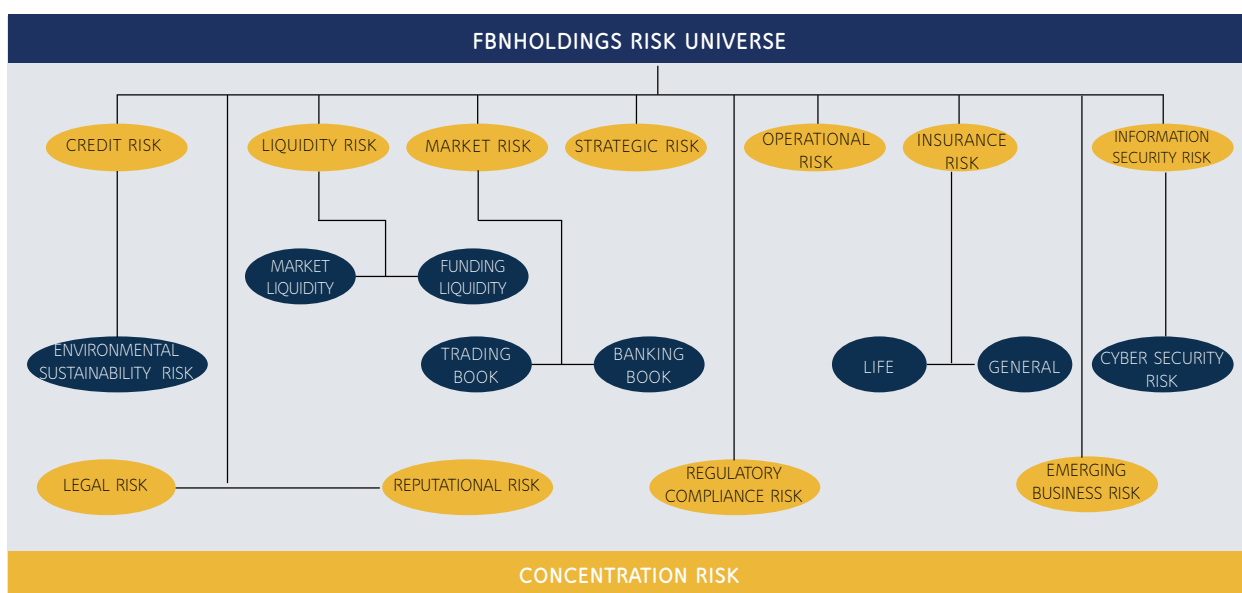 FBNHOLDINGS RISK UNIVERSE
CREDIT RISK
LIQUIDITY RISK
MARKET RISK
STRATEGIC RISK
OPERATIONAL
RISK
INSURANCE
RISK
INFORMATION
SECURITY RISK
MARKET
LIQUIDITY
FUNDING
LIQUIDITY
ENVIRONMENTAL
SUSTAINABILITY RISK
TRADING
BOOK
BANKING
BOOK
LIFE
GENERAL
CYBER SECURITY
RISK
LEGAL RISK
REPUTATIONAL RISK
REGULATORY
COMPLIANCE RISK
EMERGING
BUSINESS RISK
CONCENTRATION RISK